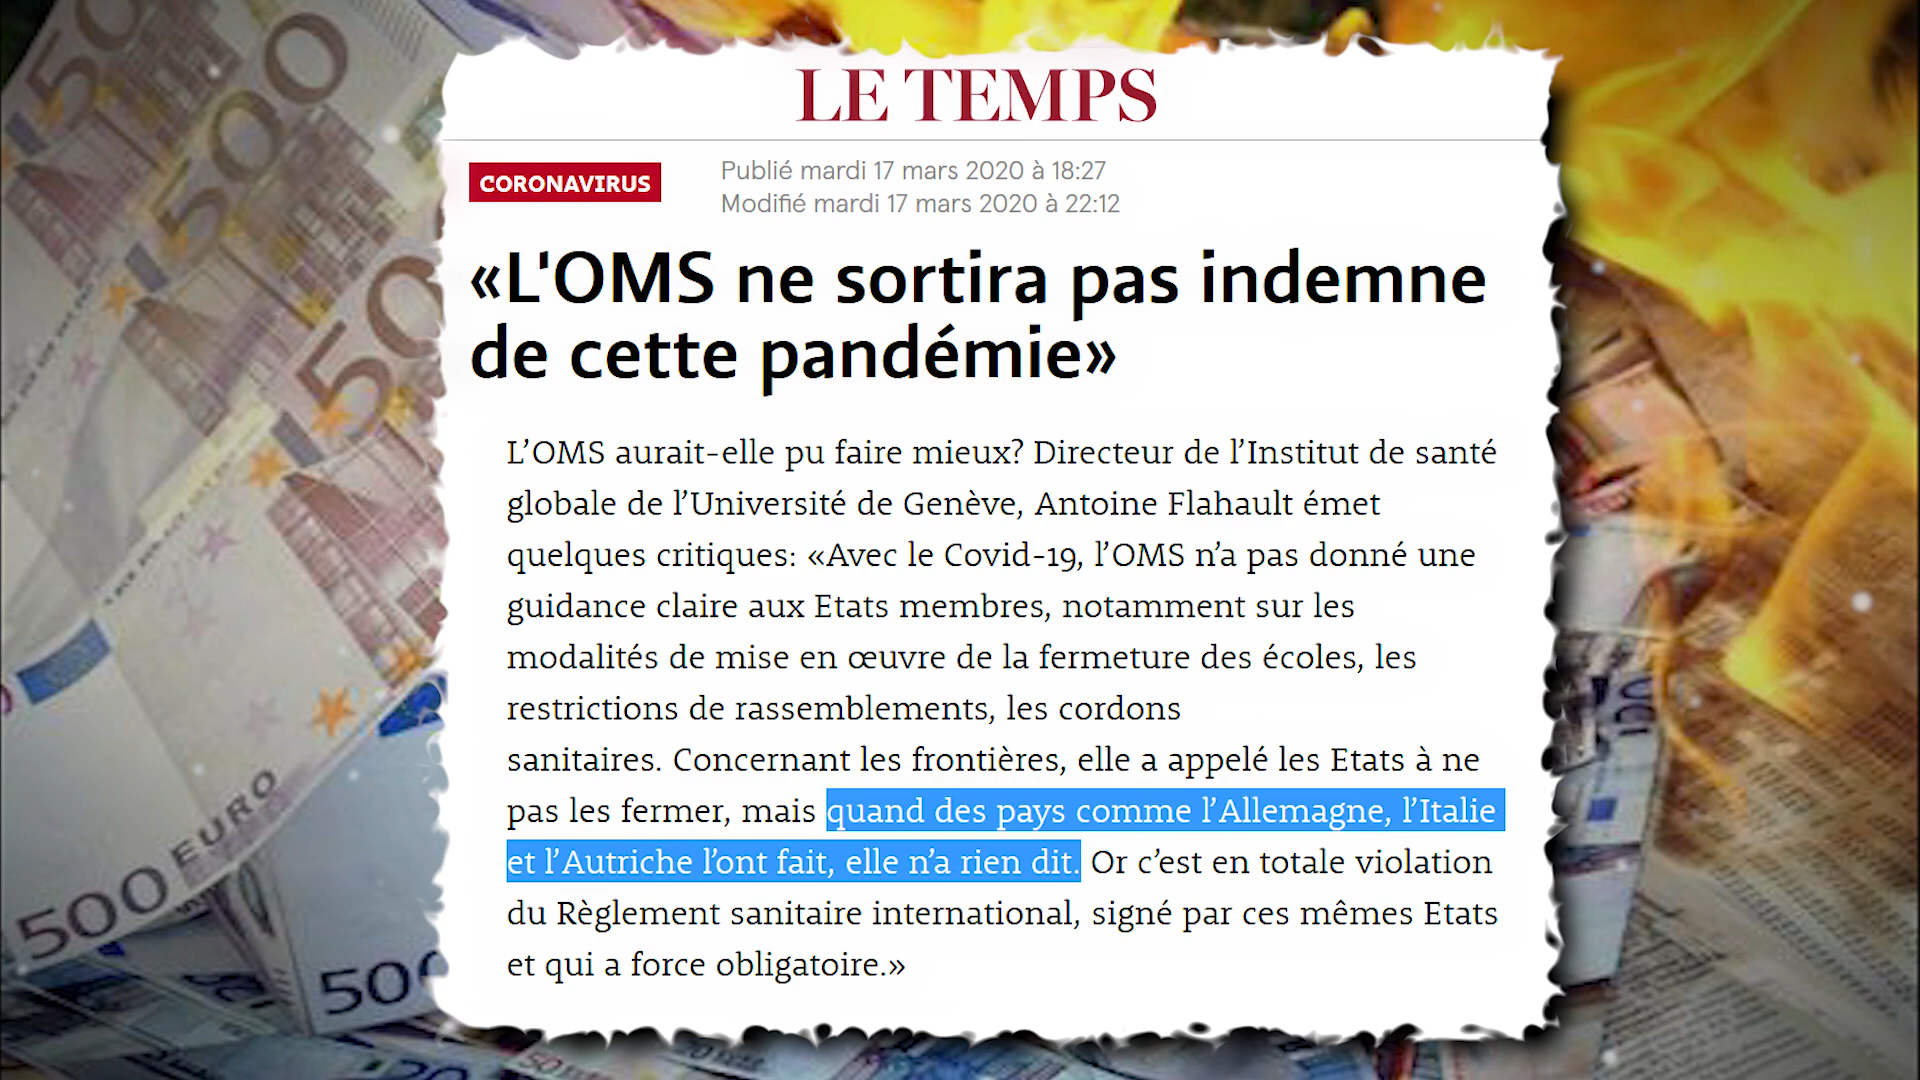 LE TEMPS
CORONAVIRUS
Publié mardi 17 mars 2020 à 18:27
Modifié mardi 17 mars 2020 à 22:12
«L'OMS ne sortira pas indemne
de cette pandémie»
L’OMS aurait-elle pu faire mieux? Directeur de l’Institut de santé
globale de l’Université de Genève, Antoine Flahault émet
quelques critiques: «Avec le Covid-19, l’OMS n’a pas donné une
guidance claire aux Etats membres, notamment sur les
modalités de mise en œuvre de la fermeture des écoles, les
restrictions de rassemblements, les cordons
sanitaires. Concernant les frontières, elle a appelé les Etats à ne
pas les fermer, mais quand des pays comme l’Allemagne, l’Italie
et l’Autriche l’ont fait, elle n’a rien dit. Or c’est en totale violation
du Règlement sanitaire international, signé par ces mêmes Etats
et qui a force obligatoire.»
500
500
500 EURO
500